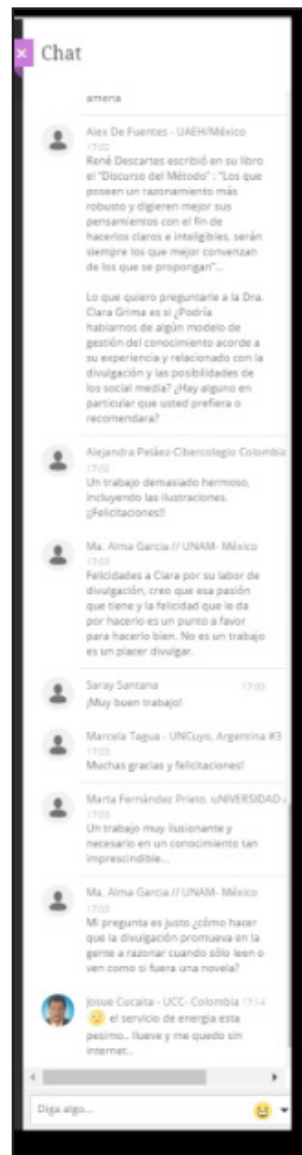 Chat
amena
Alex De Fuentes - UAEH/México
17:02
René Descartes escribió en su libro
el "Discurso del Método" : "Los que
poseen un razonamiento más
robusto y digieren mejor sus
pensamientos con el fin de
hacerlos claros e inteligibles, serán
siempre los que mejor convenzan
de los que se propongan"...
Lo que quiero preguntarle a la Dra.
Clara Grima es si ¿Podría
hablarnos de algún modelo de
gestión del conocimiento acorde a
su experiencia y relacionado con la
divulgación y las posibilidades de
los social media? ¿Hay alguno en
particular que usted prefiera o
recomendara?
Alejandra Peláez-Cibercolegio Colombia
17:02
Un trabajo demasiado hermoso,
incluyendo las ilustraciones.
¡¡Felicitaciones!!
Ma. Alma Garcia // UNAM- México
17:03
Felicidades a Clara por su labor de
divulgación, creo que esa pasión
que tiene y la felicidad que le da
por hacerlo es un punto a favor
para hacerlo bien. No es un trabajo
es un placer divulgar.
Saray Santana 17:03
¡Muy buen trabajo!
Marcela Tagua - UNCuyo, Argentina #3
17:03
Muchas gracias y felicitaciones!
Marta Fernández Prieto. uNIVERSIDAD
17:03
Un trabajo muy ilusionante y
necesario en un conocimiento tan
imprescindible...
Ma. Alma Garcia // UNAM- México
17:03
Mi pregunta es justo ¿cómo hacer
que la divulgación promueva en la
gente a razonar cuando sólo leen o
ven como si fuera una novela?
Josue Cucaita - UCC- Colombia 17:14
el servicio de energía esta
pesimo.. llueve y me quedo sin
internet..
Diga algo...